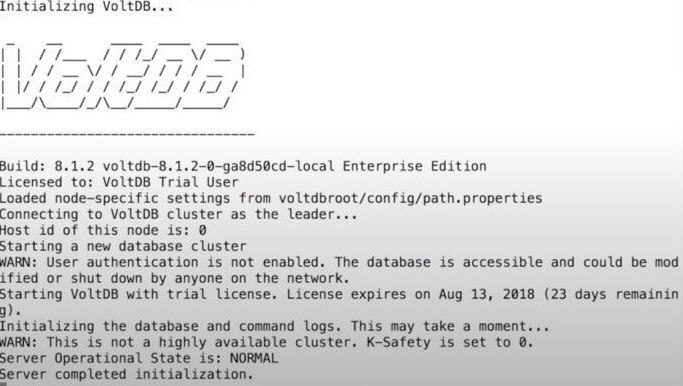 Initializing VoltDB...
VoltDB
--------------------------------
Build: 8.1.2 voltdb-8.1.2-0-ga8d50cd-local Enterprise Edition
Licensed to: VoltDB Trial User
Loaded node-specific settings from voltdbroot/config/path.properties
Connecting to VoltDB cluster as the leader...
Host id of this node is: 0
Starting a new database cluster
WARN: User authentication is not enabled. The database is accessible and could be mod
ified or shut down by anyone on the network.
Starting VoltDB with trial license. License expires on Aug 13, 2018 (23 days remainin
g).
Initializing the database and command logs. This may take a moment...
WARN: This is not a highly available cluster. K-Safety is set to 0.
Server Operational State is: NORMAL
Server completed initialization.